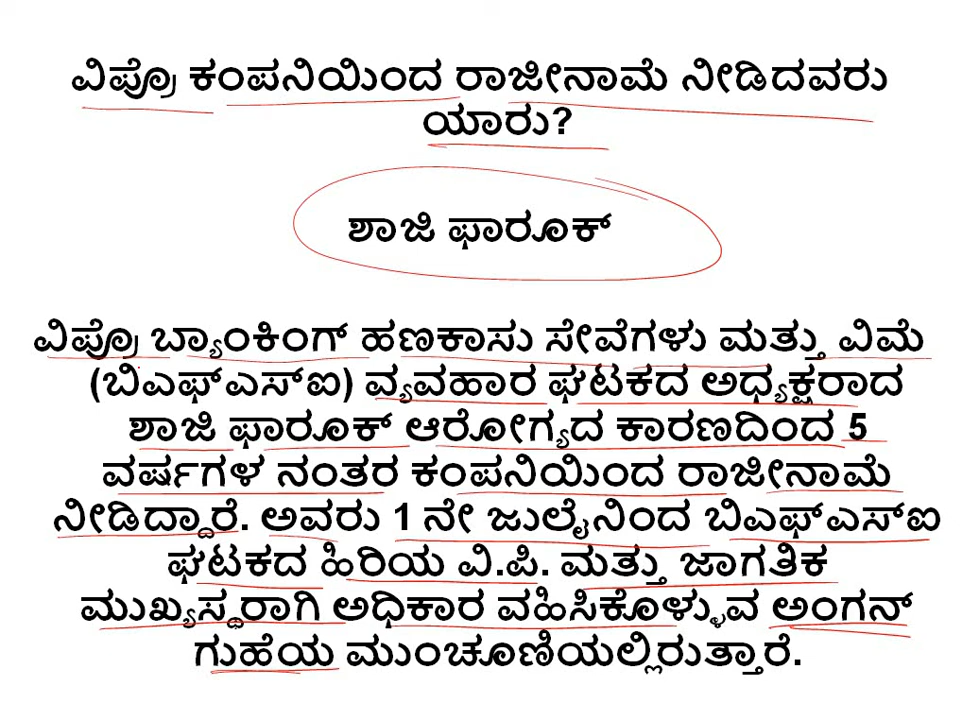 ವಿಪ್ರೊ ಕಂಪನಿಯಿಂದ ರಾಜೀನಾಮೆ ನೀಡಿದವರು
ಯಾರು?
ಶಾಜಿ ಫಾರೂಕ್
ವಿಪ್ರೊ ಬ್ಯಾಂಕಿಂಗ್ ಹಣಕಾಸು ಸೇವೆಗಳು ಮತ್ತು ವಿಮೆ
(ಬಿಎಫ್ಎಸ್ಐ) ವ್ಯವಹಾರ ಘಟಕದ ಅಧ್ಯಕ್ಷರಾದ
ಶಾಜಿ ಫಾರೂಕ್ ಆರೋಗ್ಯದ ಕಾರಣದಿಂದ 5
ವರ್ಷಗಳ ನಂತರ ಕಂಪನಿಯಿಂದ ರಾಜೀನಾಮೆ
ನೀಡಿದ್ದಾರೆ. ಅವರು 1 ನೇ ಜುಲೈನಿಂದ ಬಿಎಫ್ಎಸ್ಐ
ಘಟಕದ ಹಿರಿಯ ವಿ.ಪಿ. ಮತ್ತು ಜಾಗತಿಕ
ಮುಖ್ಯಸ್ಥರಾಗಿ ಅಧಿಕಾರ ವಹಿಸಿಕೊಳ್ಳುವ ಅಂಗನ್
ಗುಹೆಯ ಮುಂಚೂಣಿಯಲ್ಲಿರುತ್ತಾರೆ.